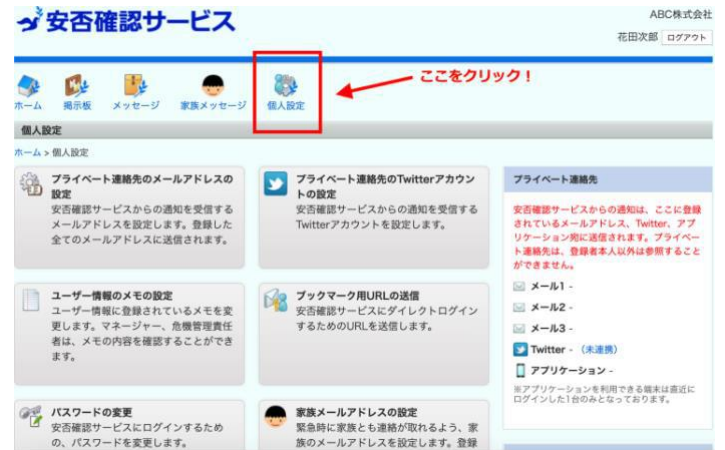 安否確認サービス
ABC株式会社
花田次郎 ログアウト
ここをクリック！
ホーム 掲示板 メッセージ 家族メッセージ 個人設定
個人設定
ホーム > 個人設定
プライベート連絡先のメールアドレスの
設定
安否確認サービスからの通知を受信する
メールアドレスを設定します。登録した
全てのメールアドレスに送信されます。
プライベート連絡先のTwitterアカウン
トの設定
安否確認サービスからの通知を受信する
Twitterアカウントを設定します。
ユーザー情報のメモの設定
ユーザー情報に登録されているメモを変
更します。マネージャー、危機管理責任
者は、メモの内容を確認することができ
ます。
ブックマーク用URLの送信
安否確認サービスにダイレクトログイン
するためのURLを送信します。
パスワードの変更
安否確認サービスにログインするため
の、パスワードを変更します。
家族メールアドレスの設定
緊急時に家族とも連絡が取れるよう、家
族のメールアドレスを設定します。登録
プライベート連絡先
安否確認サービスからの通知は、ここに登録
されているメールアドレス、Twitter、アプ
リケーション宛に送信されます。プライベー
ト連絡先は、登録者本人以外は参照すること
ができません。
メール1 -
メール2 -
メール3 -
Twitter - （未連携）
アプリケーション -
※アプリケーションを利用できる端末は直近に
ログインした1台のみとなっております。